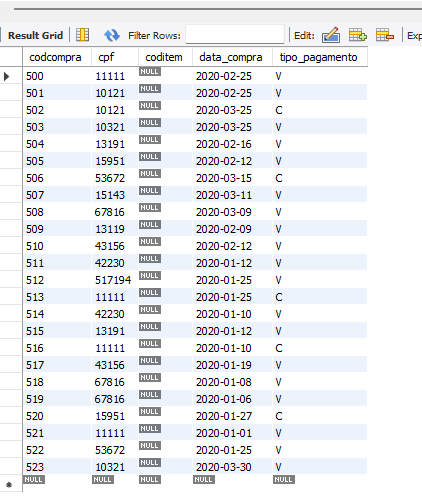 Result Grid Filter Rows: Edit: Exp
codcompra cpf coditem data_compra tipo_pagamento
500 11111 NULL 2020-02-25 V
501 10121 NULL 2020-02-25 V
502 10121 NULL 2020-03-25 C
503 10321 NULL 2020-03-25 V
504 13191 NULL 2020-02-16 V
505 15951 NULL 2020-02-12 V
506 53672 NULL 2020-03-15 C
507 15143 NULL 2020-03-11 V
508 67816 NULL 2020-03-09 V
509 13119 NULL 2020-02-09 V
510 43156 NULL 2020-02-12 V
511 42230 NULL 2020-01-12 V
512 517194 NULL 2020-01-25 V
513 11111 NULL 2020-01-25 C
514 42230 NULL 2020-01-10 V
515 13191 NULL 2020-01-12 V
516 11111 NULL 2020-01-10 C
517 43156 NULL 2020-01-19 V
518 67816 NULL 2020-01-08 V
519 67816 NULL 2020-01-06 V
520 15951 NULL 2020-01-27 C
521 11111 NULL 2020-01-01 V
522 53672 NULL 2020-01-25 V
523 10321 NULL 2020-03-30 V
NULL NULL NULL NULL NULL